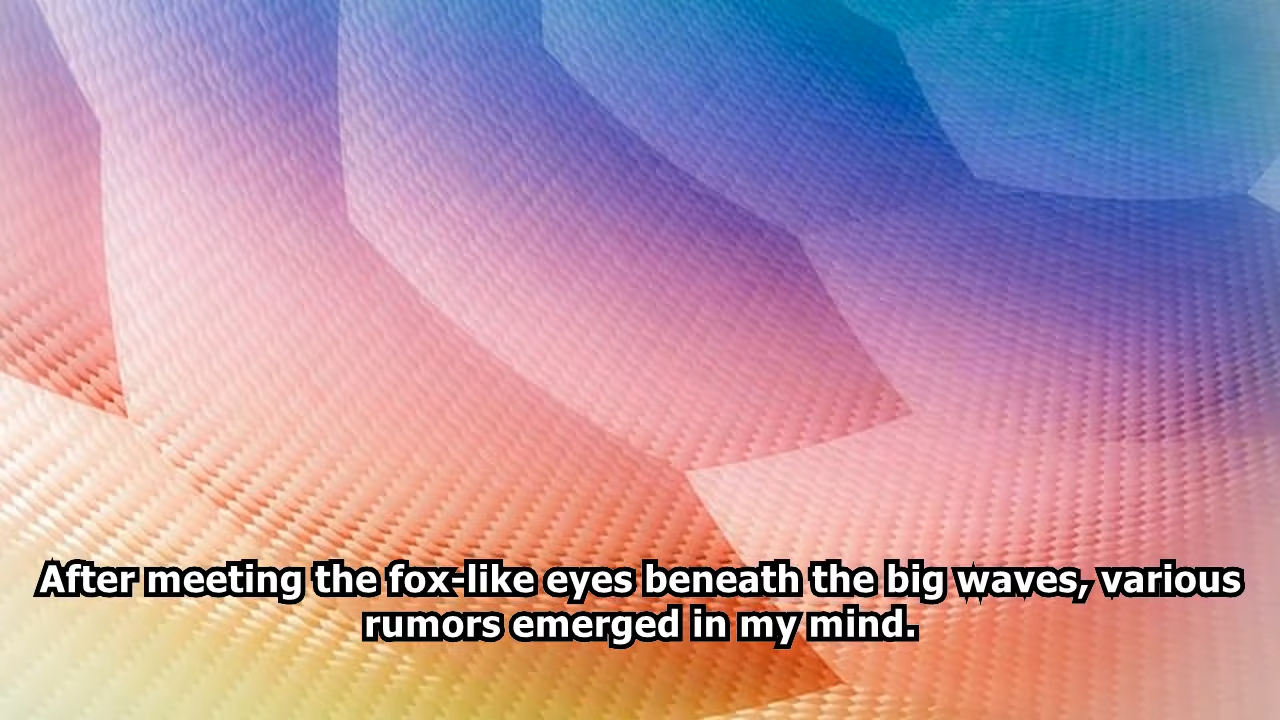 After meeting the fox-like eyes beneath the big waves, various
rumors emerged in my mind.